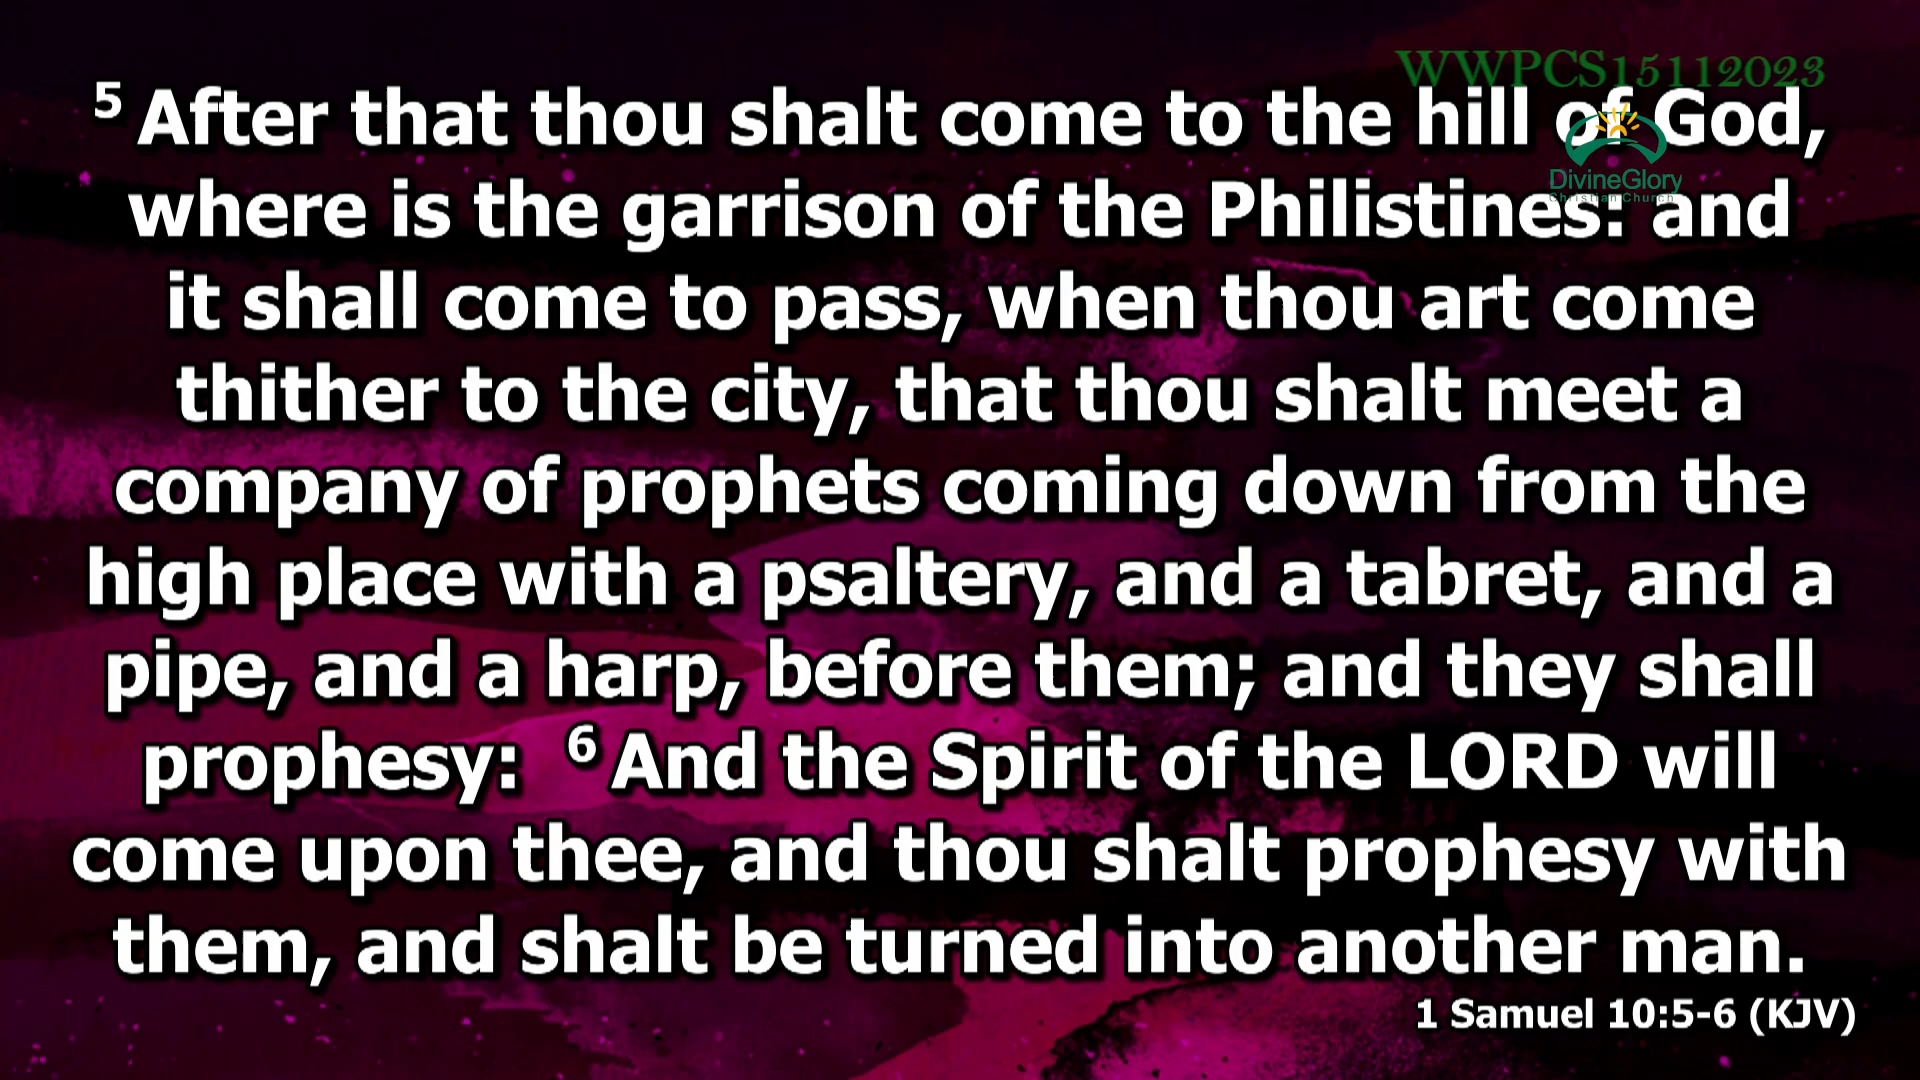 WWPCS15112023
5 After that thou shalt come to the hill of God,
DivineGlory
Christian Church
where is the garrison of the Philistines: and
it shall come to pass, when thou art come
thither to the city, that thou shalt meet a
company of prophets coming down from the
high place with a psaltery, and a tabret, and a
pipe, and a harp, before them; and they shall
prophesy: 6 And the Spirit of the LORD will
come upon thee, and thou shalt prophesy with
them, and shalt be turned into another man.
1 Samuel 10:5-6 (KJV)